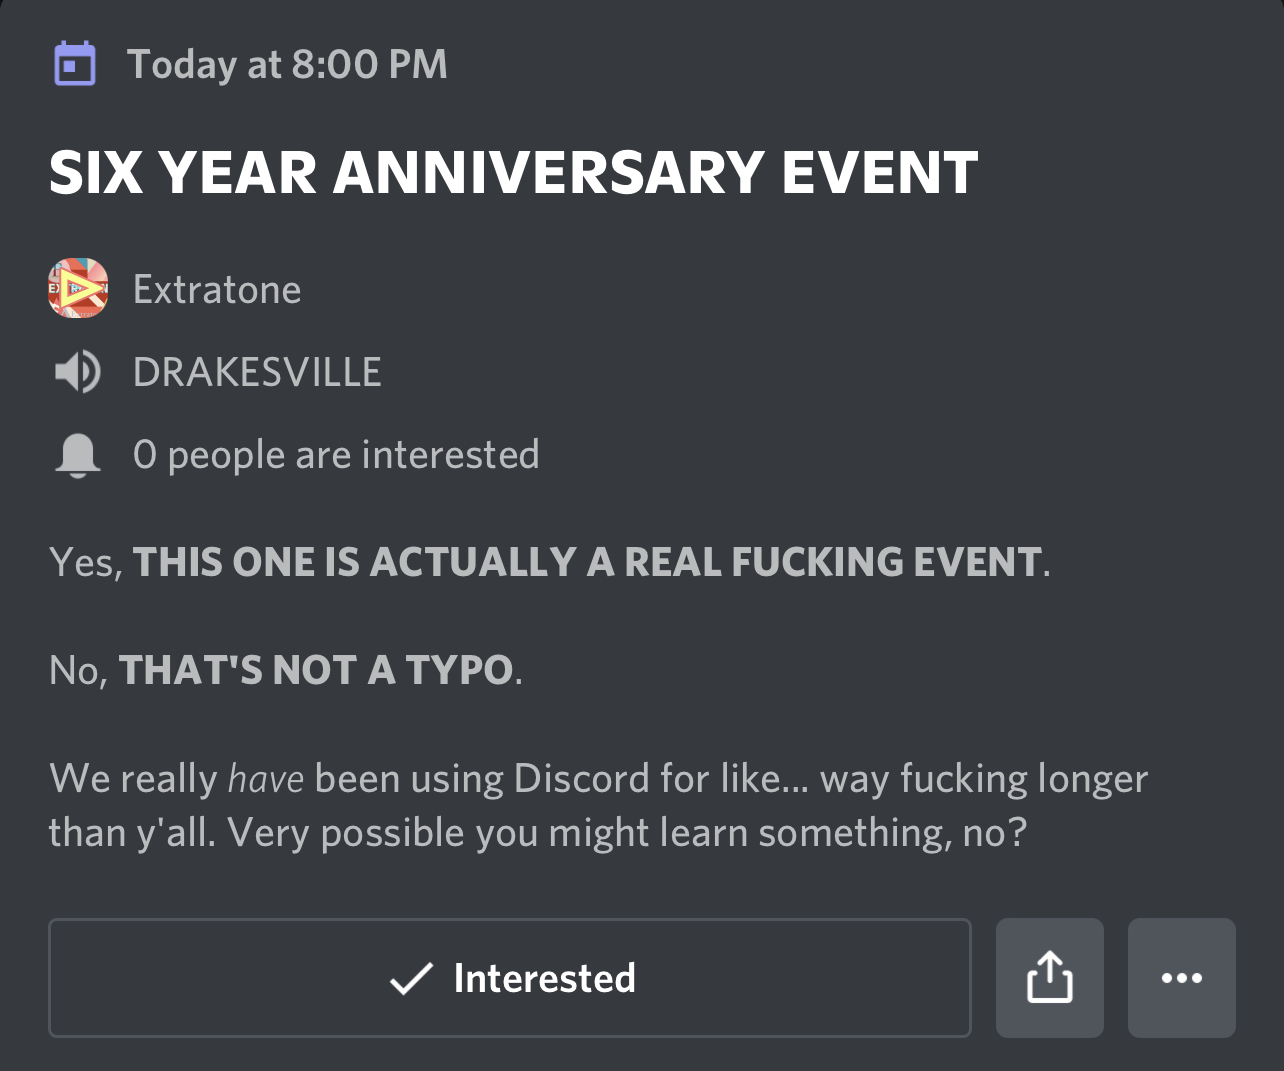 Today at 8:00 PM
SIX YEAR ANNIVERSARY EVENT
Extratone
DRAKESVILLE
0 people are interested
Yes, THIS ONE IS ACTUALLY A REAL FUCKING EVENT.
No, THAT'S NOT A TYPO.
We really have been using Discord for like... way fucking longer
than y'all. Very possible you might learn something, no?
Interested